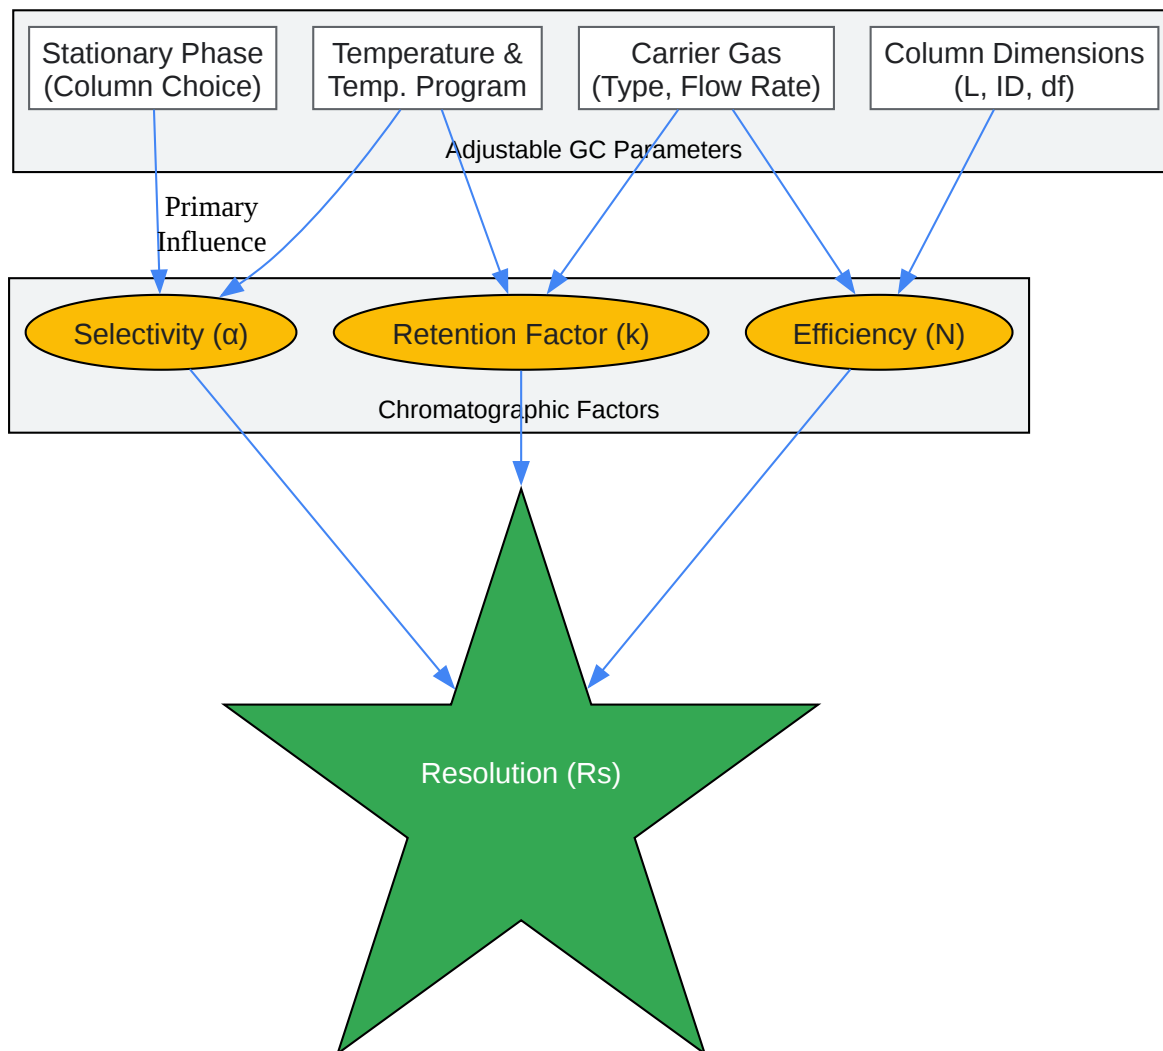 Stationary Phase
(Column Choice)
Temperature &
Temp. Program
Carrier Gas
(Type, Flow Rate)
Column Dimensions
(L, ID, df)
Adjustable GC Parameters
Primary
Influence
Selectivity (α)
Retention Factor (k)
Efficiency (N)
Chromatographic Factors
Resolution (Rs)